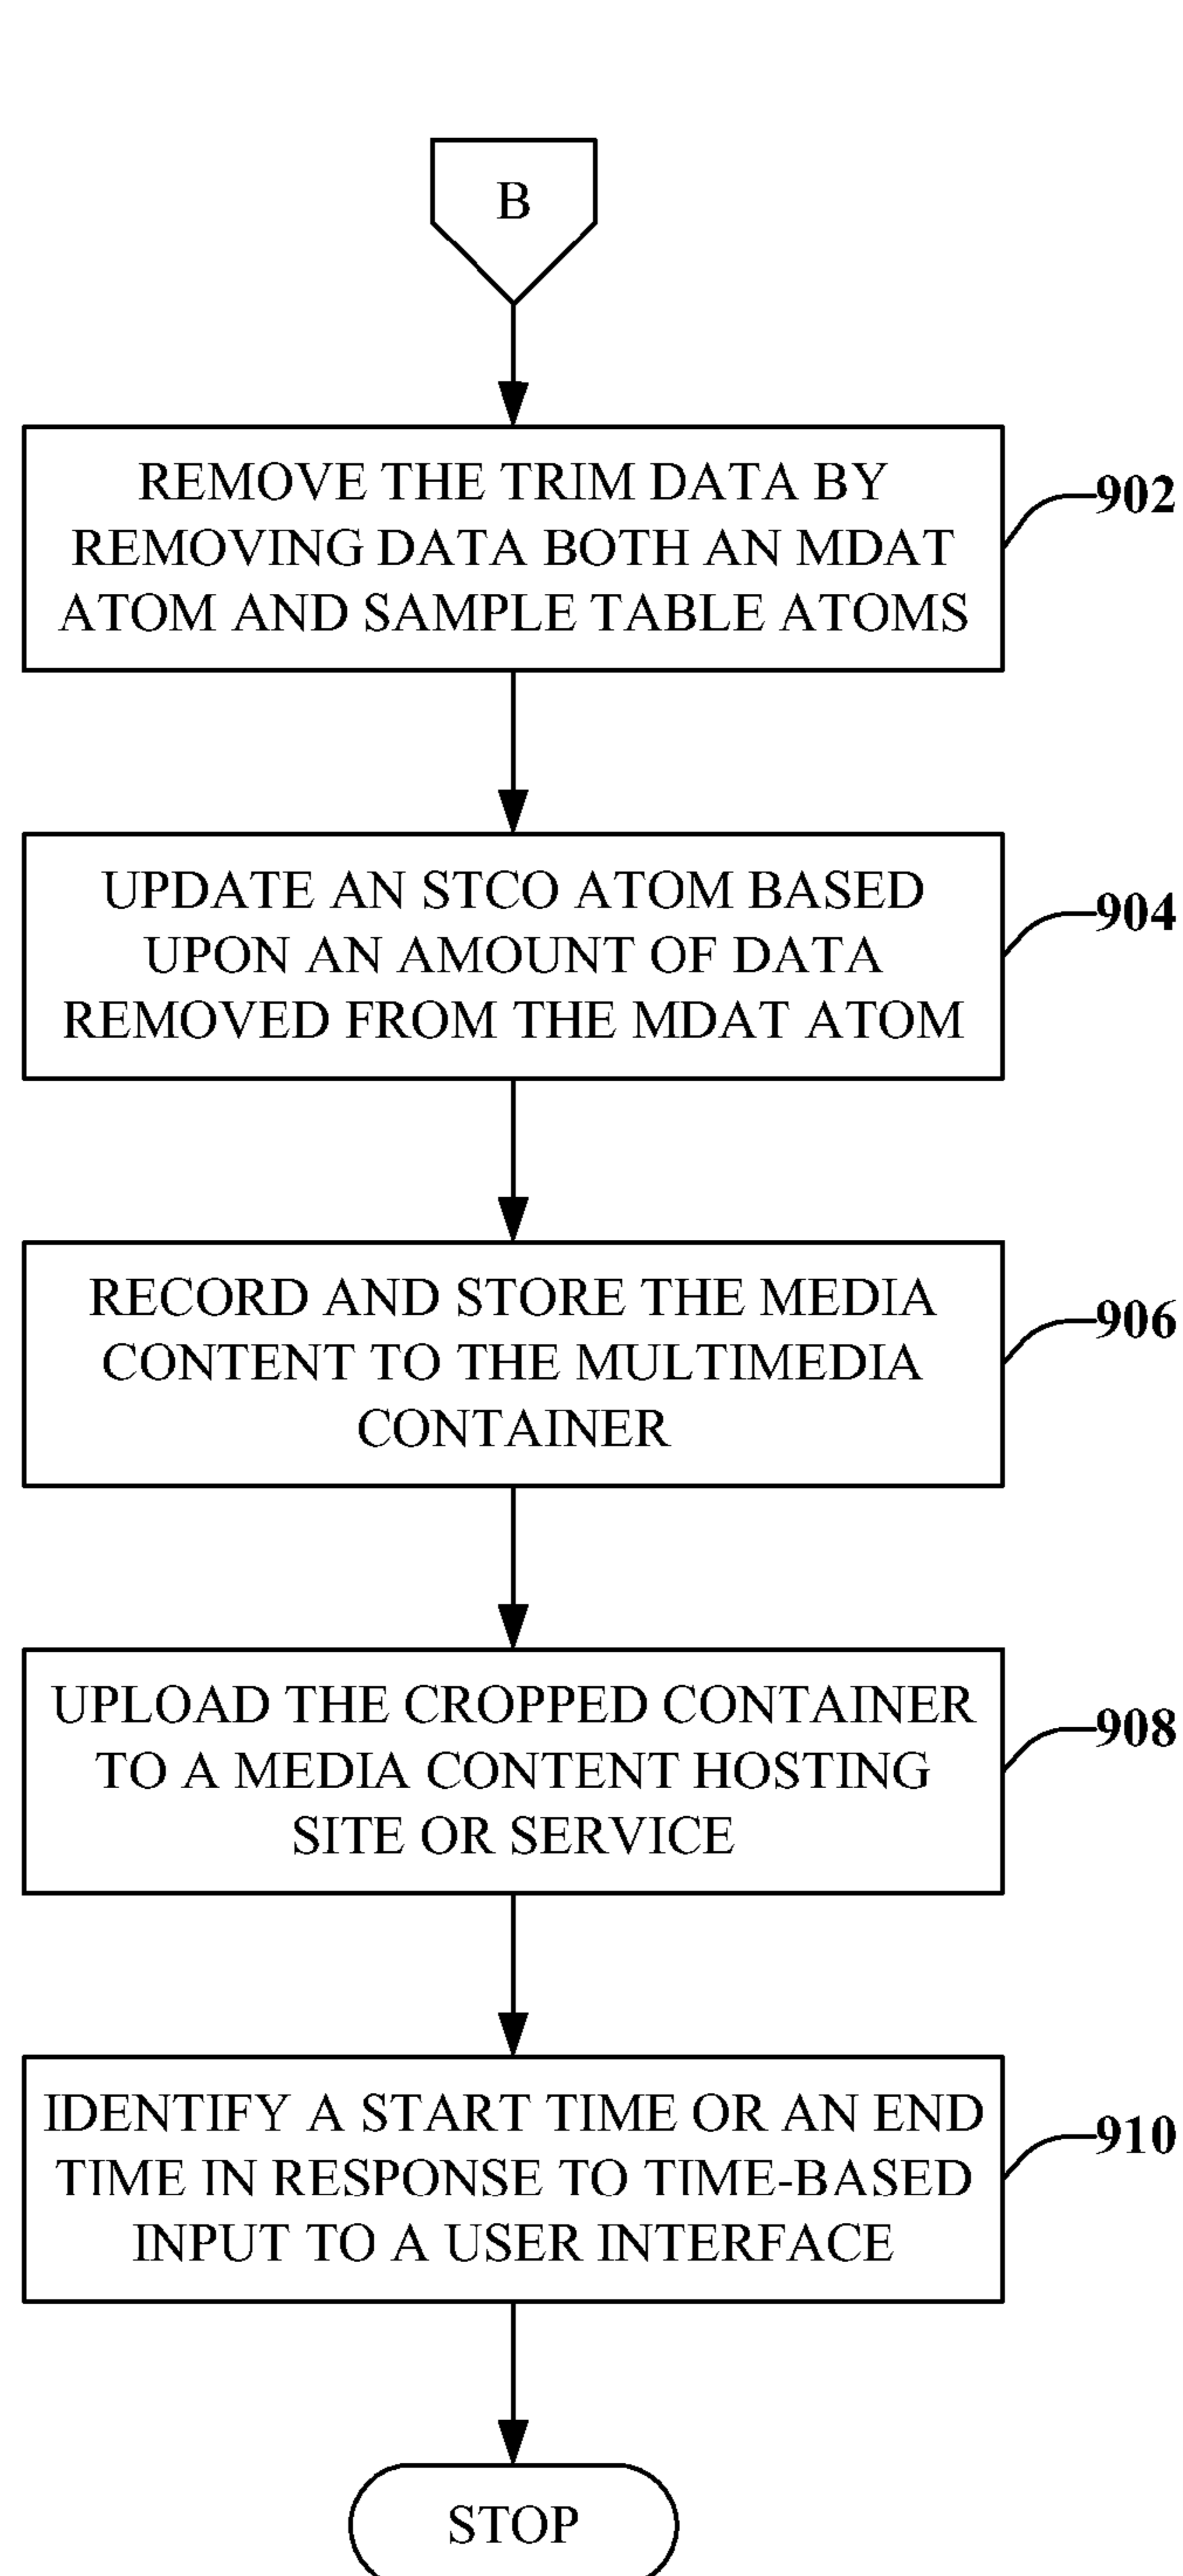 B
REMOVE THE TRIM DATA BY
REMOVING DATA BOTH AN MDAT
ATOM AND SAMPLE TABLE ATOMS
902
UPDATE AN STCO ATOM BASED
UPON AN AMOUNT OF DATA
REMOVED FROM THE MDAT ATOM
904
RECORD AND STORE THE MEDIA
CONTENT TO THE MULTIMEDIA
CONTAINER
906
UPLOAD THE CROPPED CONTAINER
TO A MEDIA CONTENT HOSTING
SITE OR SERVICE
908
IDENTIFY A START TIME OR AN END
TIME IN RESPONSE TO TIME-BASED
INPUT TO A USER INTERFACE
910
STOP